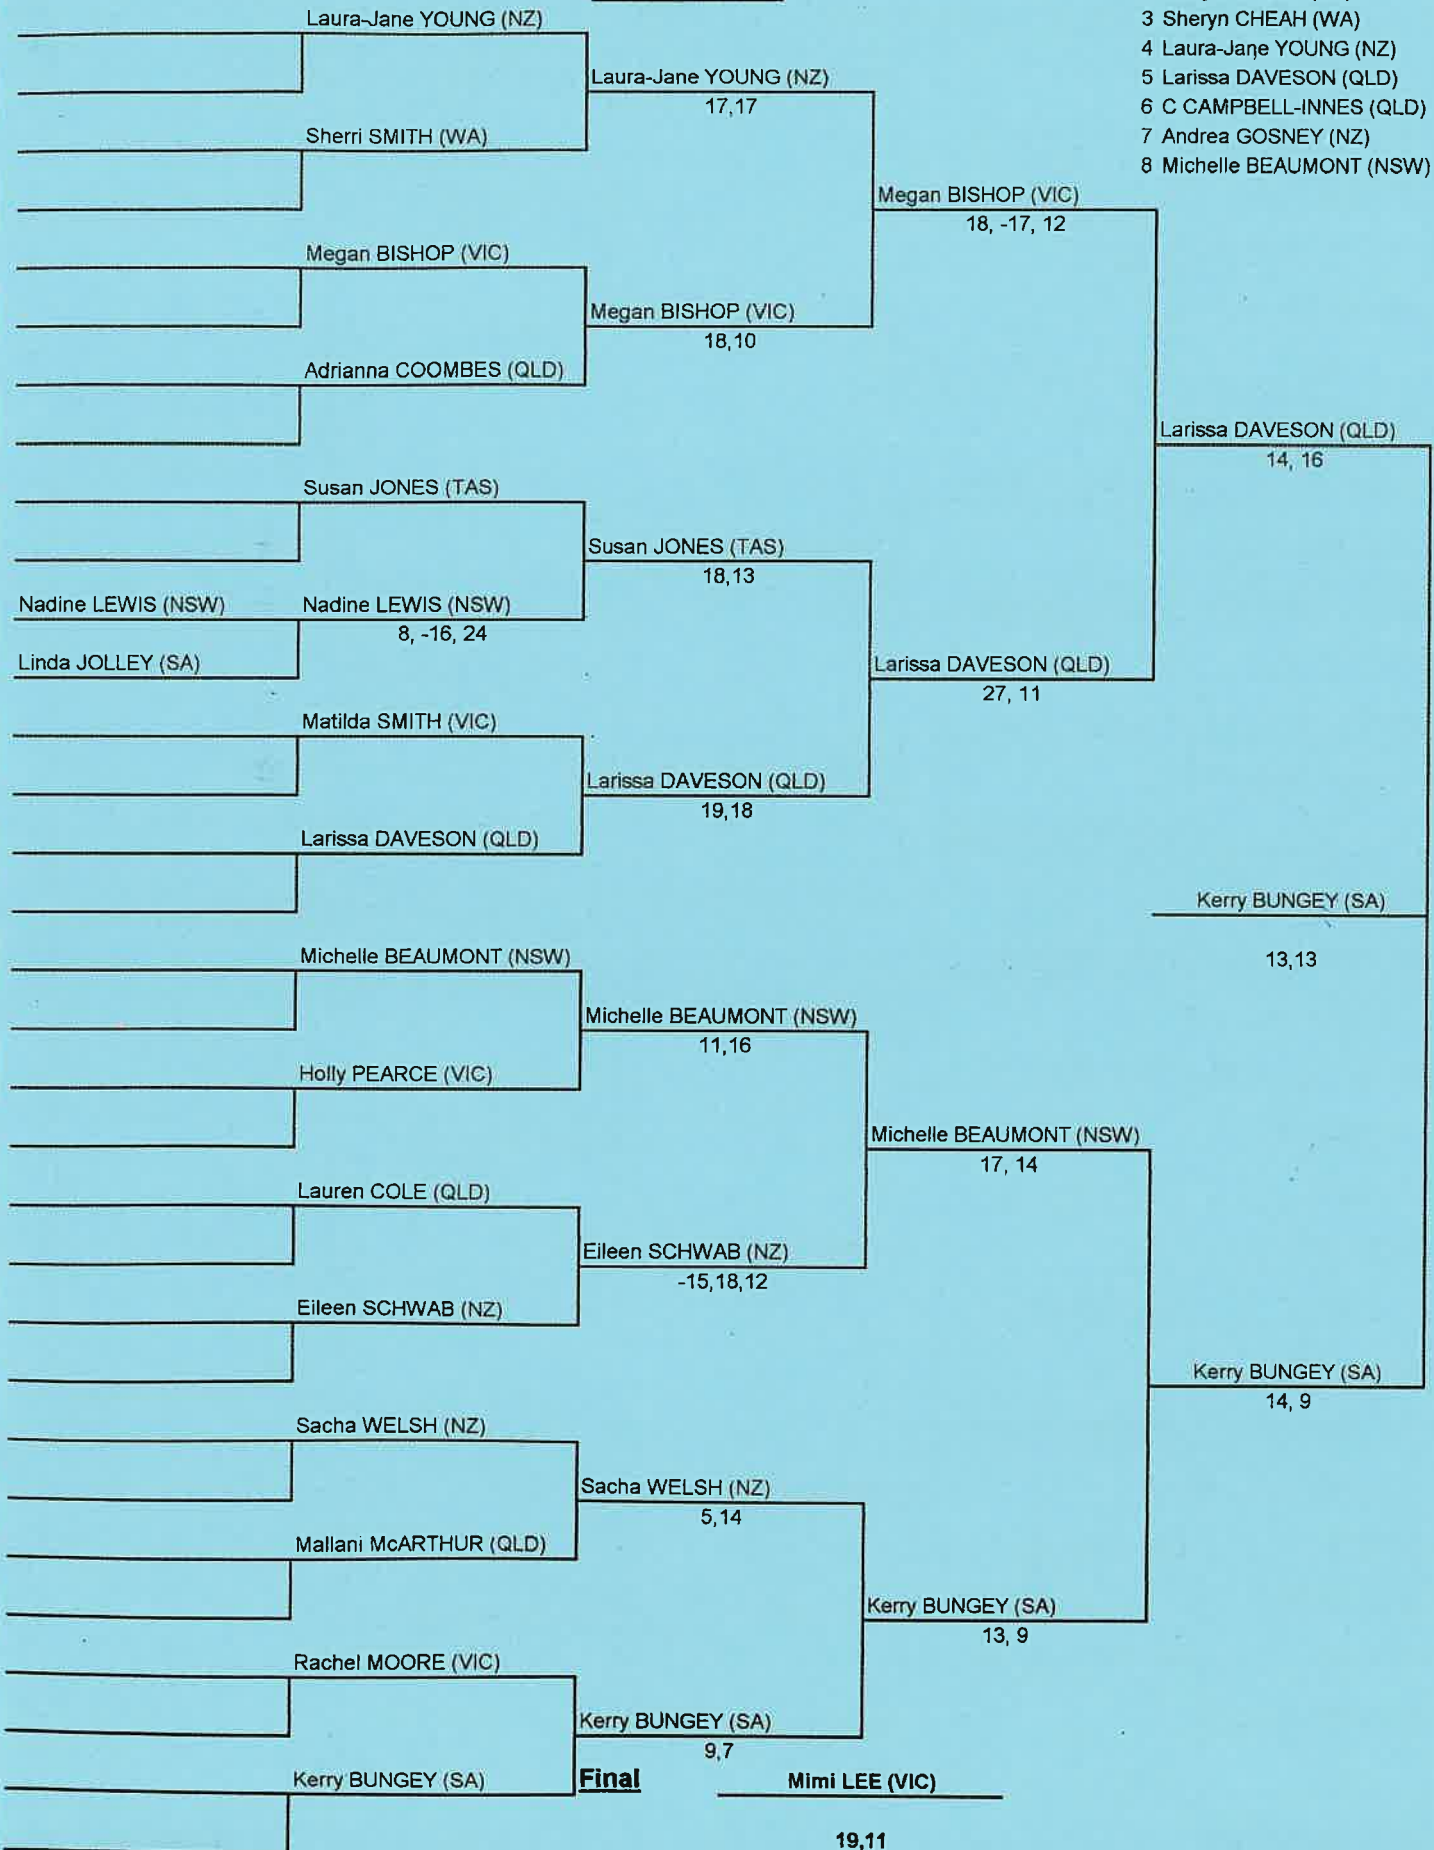 3 Sheryn CHEAH (WA)
4 Laura-Jane YOUNG (NZ)
5 Larissa DAVESON (QLD)
6 C CAMPBELL-INNES (QLD)
7 Andrea GOSNEY (NZ)
8 Michelle BEAUMONT (NSW)
Laura-Jane YOUNG (NZ)
Laura-Jane YOUNG (NZ)
17,17
Sherri SMITH (WA)
Megan BISHOP (VIC)
18, -17, 12
Megan BISHOP (VIC)
Megan BISHOP (VIC)
18,10
Adrianna COOMBES (QLD)
Larissa DAVESON (QLD)
14, 16
Susan JONES (TAS)
Susan JONES (TAS)
18,13
Nadine LEWIS (NSW)
Nadine LEWIS (NSW)
8, -16, 24
Linda JOLLEY (SA)
Larissa DAVESON (QLD)
27, 11
Matilda SMITH (VIC)
Larissa DAVESON (QLD)
19,18
Larissa DAVESON (QLD)
Kerry BUNGEY (SA)
13,13
Michelle BEAUMONT (NSW)
Michelle BEAUMONT (NSW)
11,16
Holly PEARCE (VIC)
Michelle BEAUMONT (NSW)
17, 14
Lauren COLE (QLD)
Eileen SCHWAB (NZ)
-15,18,12
Eileen SCHWAB (NZ)
Kerry BUNGEY (SA)
14, 9
Sacha WELSH (NZ)
Sacha WELSH (NZ)
5,14
Mallani McARTHUR (QLD)
Kerry BUNGEY (SA)
13, 9
Rachel MOORE (VIC)
Kerry BUNGEY (SA)
9,7
Kerry BUNGEY (SA)
Final
Mimi LEE (VIC)
19,11